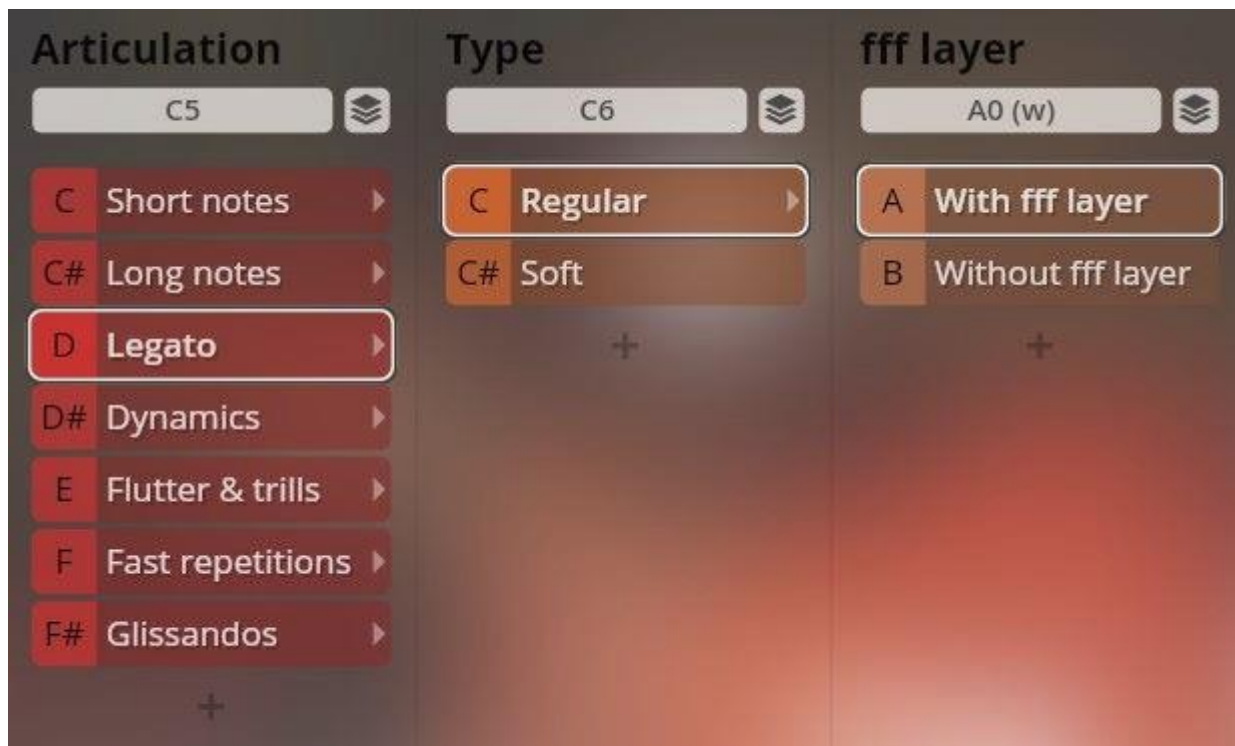 Articulation
C5
C Short notes
C# Long notes
D Legato
D# Dynamics
E Flutter & trills
F Fast repetitions
F# Glissandos
+
Type
C6
C Regular
C# Soft
+
fff layer
A0 (w)
A With fff layer
B Without fff layer
+